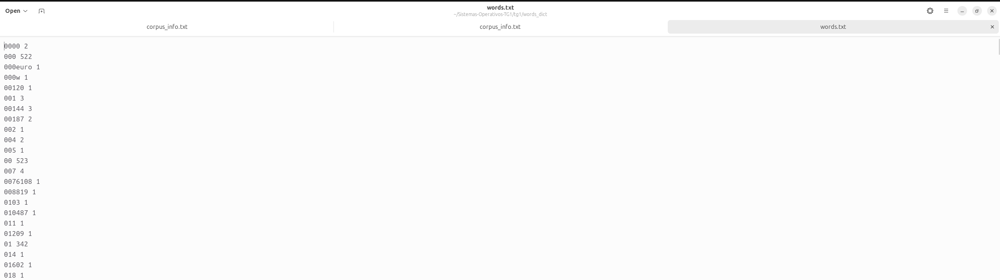 Open
words.txt
~/Sistemas-Operativos-TG1/tg1/words_dict
corpus_info.txt
corpus_info.txt
words.txt
0000 2
000 522
000euro 1
000w 1
00120 1
001 3
00144 3
00187 2
002 1
004 2
005 1
00 523
007 4
0076108 1
008819 1
0103 1
010487 1
011 1
01209 1
01 342
014 1
01602 1
018 1